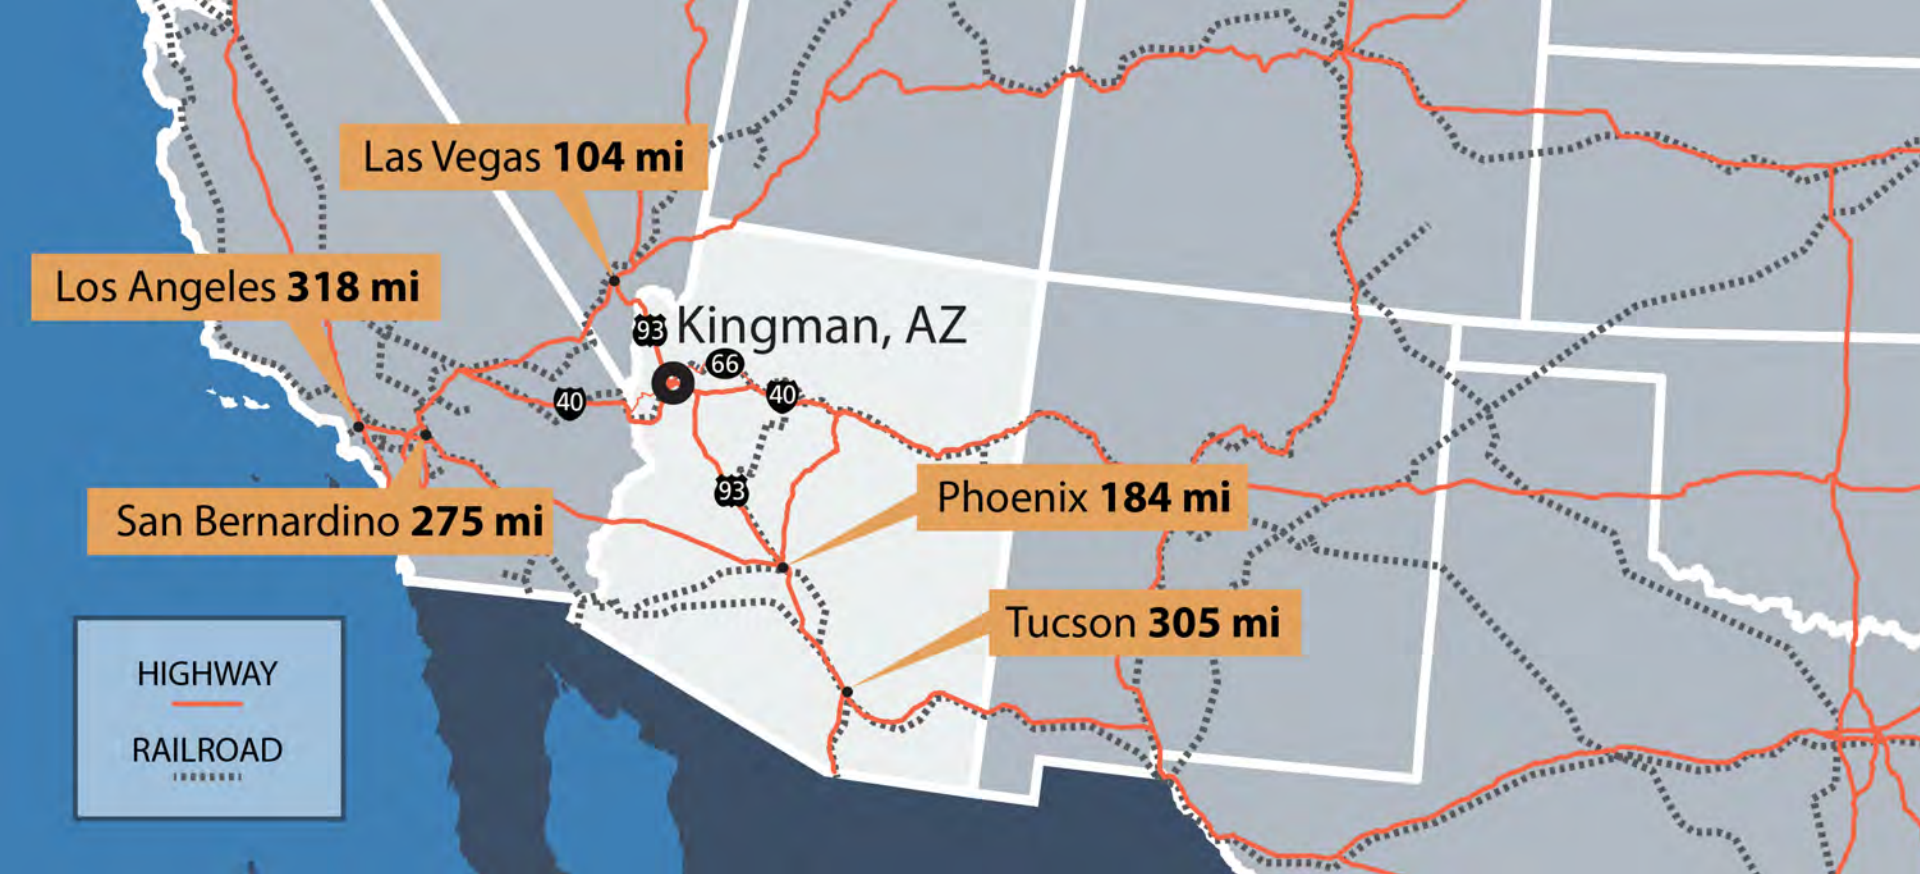 Las Vegas 104 mi
Los Angeles 318 mi
93
Kingman, AZ
66
40
40
93
Phoenix 184 mi
San Bernardino 275 mi
Tucson 305 mi
HIGHWAY
RAILROAD